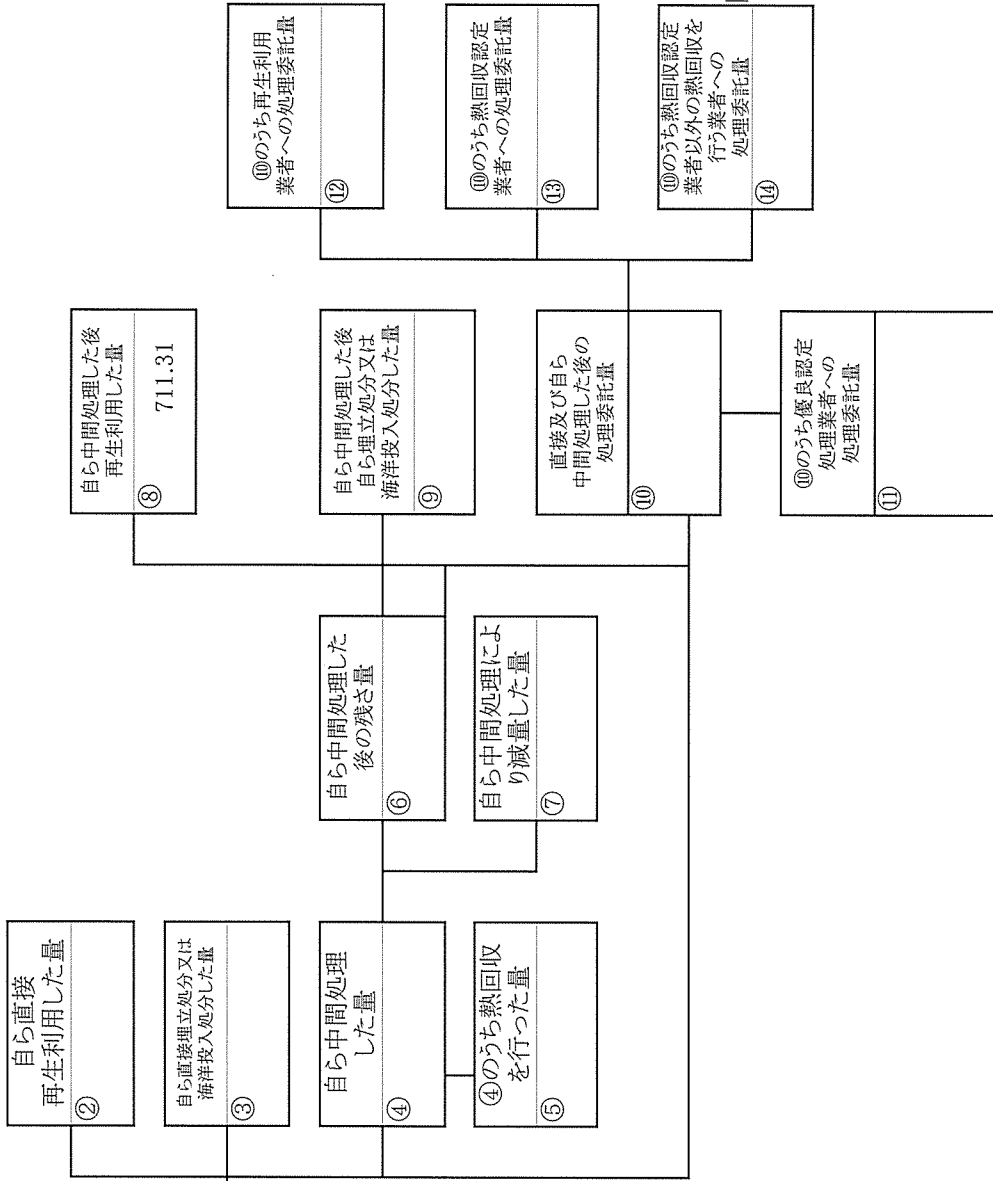 自ら直接
再生利用した量
②
自ら直接埋立処分又は
海洋投入処分した量
③
自ら中間処理
した量
④
④のうち熱回収
を行った量
⑤
自ら中間処理した
後の残さ量
⑥
自ら中間処理によ
り減量した量
⑦
自ら中間処理した後
再生利用した量
⑧
711.31
自ら中間処理した後
自ら埋立処分又は
海洋投入処分した量
⑨
直接及び自ら
中間処理した後の
処理委託量
⑩
⑩のうち優良認定
処理業者への
処理委託量
⑪
⑩のうち再生利用
業者への処理委託量
⑫
⑩のうち熱回収認定
業者への処理委託量
⑬
⑩のうち熱回収認定
業者以外の熱回収を
行う業者への
処理委託量
⑭